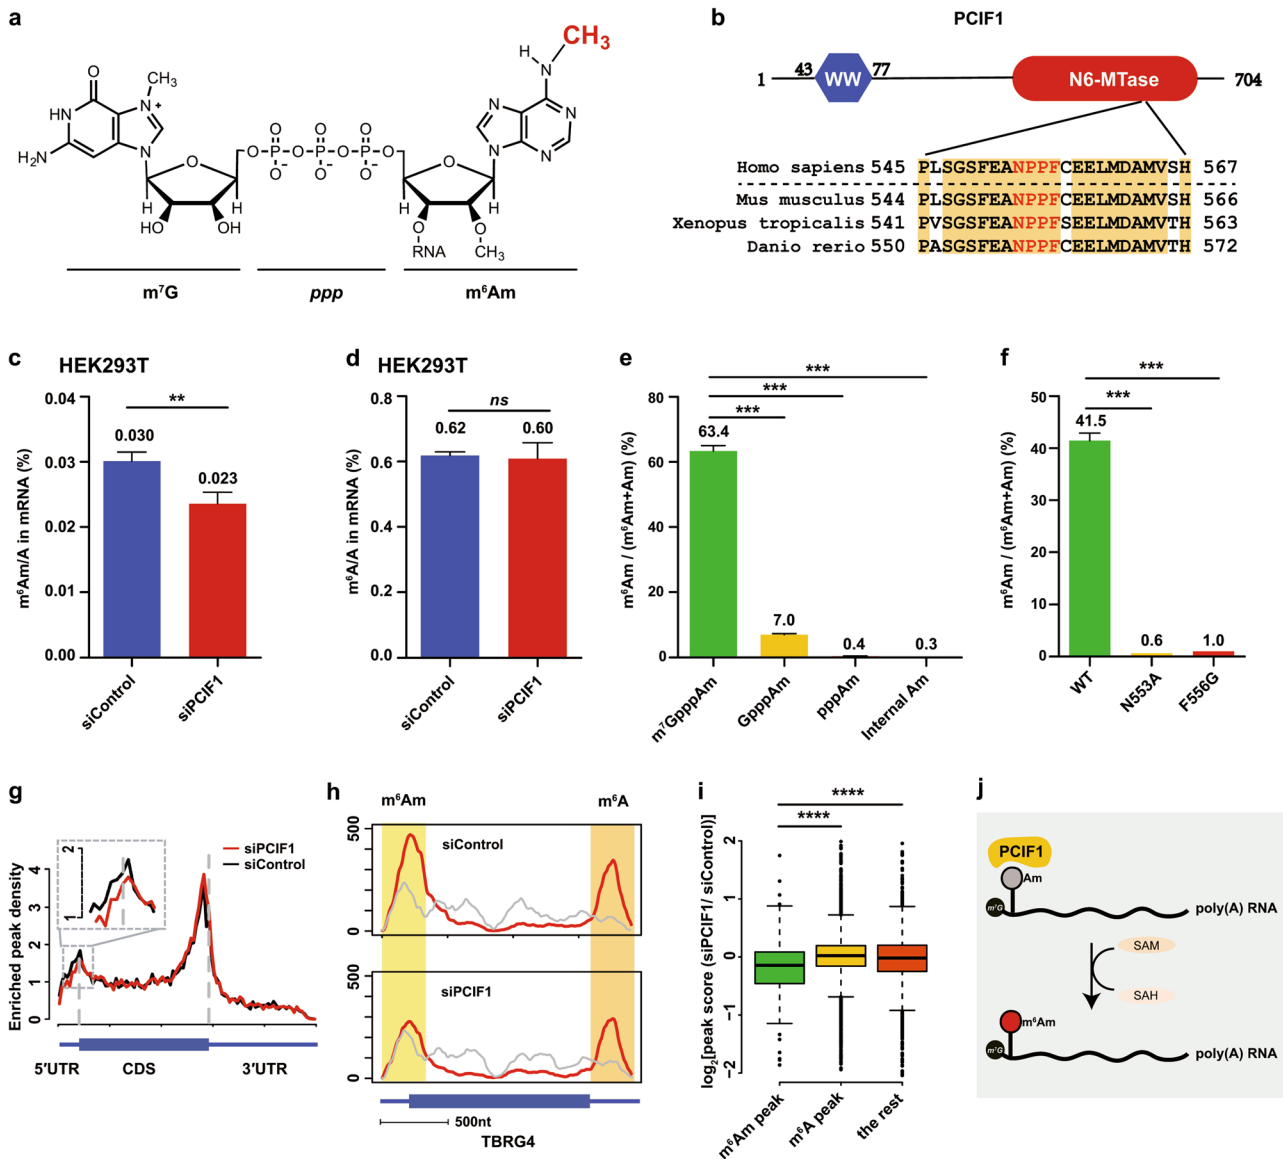 a
CH₃
H
N
O
CH₃
HN
N⁺
H₂N
N
O
O O O
O P O P O P O
O⁻ O⁻ O⁻
N
N
N
N
O
H H
HO OH
H H
O O
RNA CH₃
m⁷G ppp m⁶Am
b PCIF1
1 43 WW 77 N6-MTase 704
Homo sapiens 545 PLSGSFEANPPFCEELMDAMVSH 567
Mus musculus 544 PLSGSFEANPPFCEELMDAMVSH 566
Xenopus tropicalis 541 PVSGSFEANPPFSEELMDAMVTH 563
Danio rerio 550 PASGSFEANPPFCEELMDAMVTH 572
c HEK293T
m⁶Am/A in mRNA (%)
0.04
0.03
0.02
0.01
0.00
**
0.030
0.023
siControl
siPCIF1
d HEK293T
m⁶A/A in mRNA (%)
0.8
0.6
0.4
0.2
0.0
ns
0.62
0.60
siControl
siPCIF1
e
m⁶Am / (m⁶Am+Am) (%)
80
60
40
20
0
***
***
***
63.4
7.0
0.4
0.3
m⁷GpppAm
GpppAm
pppAm
Internal Am
f
m⁶Am / (m⁶Am+Am) (%)
50
40
30
20
10
0
***
***
41.5
0.6
1.0
WT
N553A
F556G
g
Enriched peak density
4
3
2
1
0
2
1
siPCIF1
siControl
5′UTR CDS 3′UTR
h
m⁶Am m⁶A
500
0
siControl
500
0
siPCIF1
500nt
TBRG4
i
log₂[peak score (siPCIF1/ siControl)]
2
1
0
-1
-2
****
****
m⁶Am peak
m⁶A peak
the rest
j
PCIF1
Am
m⁷G
poly(A) RNA
SAM
SAH
m⁶Am
m⁷G
poly(A) RNA